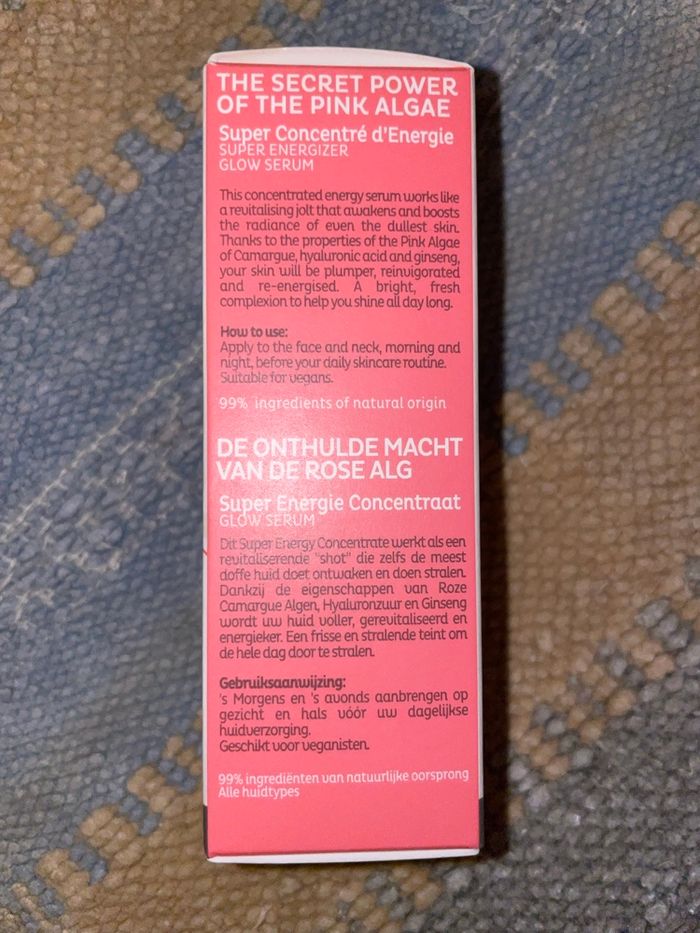 THE SECRET POWER
OF THE PINK ALGAE
Super Concentré d'Energie
SUPER ENERGIZER
GLOW SERUM
This concentrated energy serum works like
a revitalising jolt that awakens and boosts
the radiance of even the dullest skin.
Thanks to the properties of the Pink Algae
of Camargue, hyaluronic acid and ginseng,
your skin will be plumper, reinvigorated
and re-energised. A bright, fresh
complexion to help you shine all day long.
How to use:
Apply to the face and neck, morning and
night, before your daily skincare routine.
Suitable for vegans.
99% ingredients of natural origin
DE ONTHULDE MACHT
VAN DE ROSE ALG
Super Energie Concentraat
GLOW SERUM
Dit Super Energy Concentrate werkt als een
revitaliserende "shot" die zelfs de meest
doffe huid doet ontwaken en doen stralen.
Dankzij de eigenschappen van Roze
Camargue Algen, Hyaluronzuur en Ginseng
wordt uw huid voller, gerevitaliseerd en
energieker. Een frisse en stralende teint om
de hele dag door te stralen.
Gebruiksaanwijzing:
's Morgens en 's avonds aanbrengen op
gezicht en hals vóór uw dagelijkse
huidverzorging.
Geschikt voor veganisten.
99% ingrediënten van natuurlijke oorsprong
Alle huidtypes